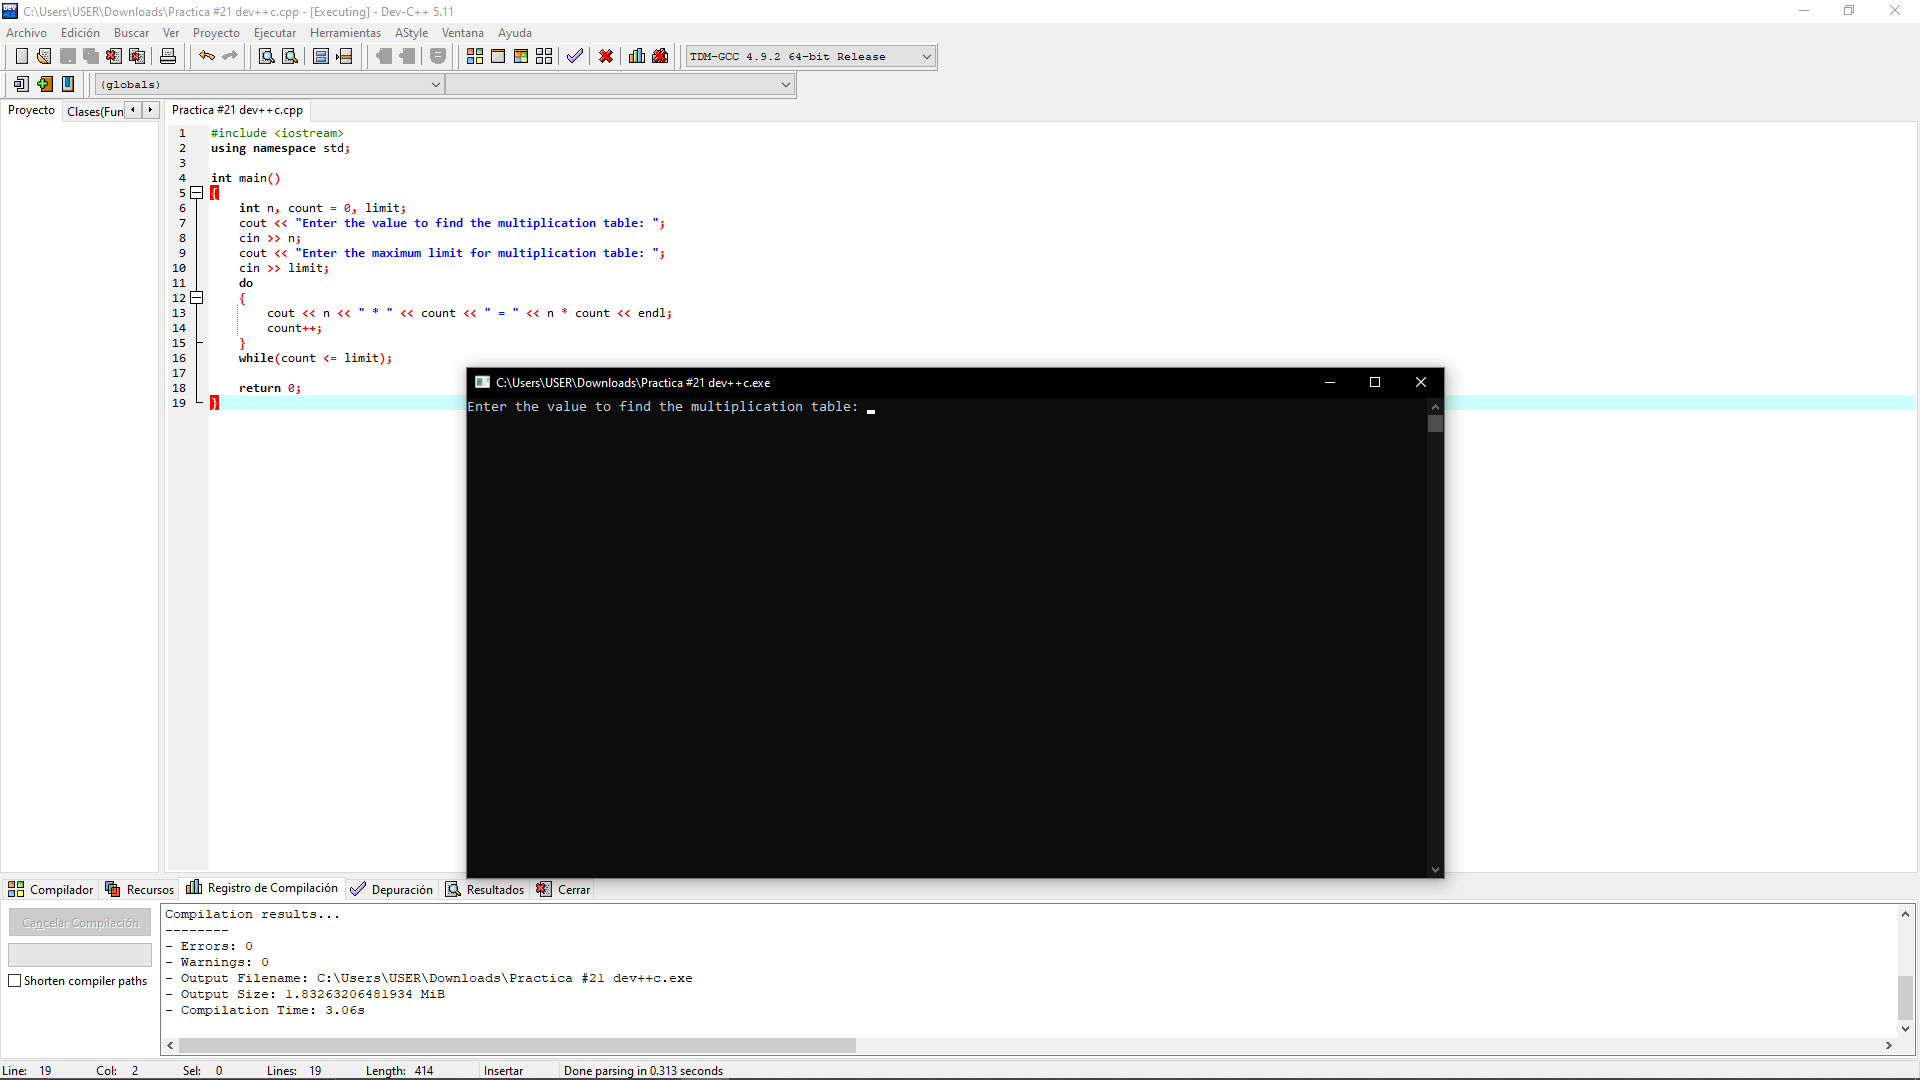 C:\Users\USER\Downloads\Practica #21 dev++c.cpp - [Executing] - Dev-C++ 5.11
Archivo Edición Buscar Ver Proyecto Ejecutar Herramientas AStyle Ventana Ayuda
TDM-GCC 4.9.2 64-bit Release
(globals)
Proyecto Clases(Fun Practica #21 dev++c.cpp
1 #include <iostream>
2 using namespace std;
3
4 int main()
5 {
6 int n, count = 0, limit;
7 cout << "Enter the value to find the multiplication table: ";
8 cin >> n;
9 cout << "Enter the maximum limit for multiplication table: ";
10 cin >> limit;
11 do
12 {
13 cout << n << " * " << count << " = " << n * count << endl;
14 count++;
15 }
16 while(count <= limit);
17
18 return 0;
19 }
C:\Users\USER\Downloads\Practica #21 dev++c.exe
Enter the value to find the multiplication table:
Compilador Recursos Registro de Compilación Depuración Resultados Cerrar
Cancelar Compilación
Shorten compiler paths
Compilation results...
--------
- Errors: 0
- Warnings: 0
- Output Filename: C:\Users\USER\Downloads\Practica #21 dev++c.exe
- Output Size: 1.83263206481934 MiB
- Compilation Time: 3.06s
Line: 19 Col: 2 Sel: 0 Lines: 19 Length: 414 Insertar Done parsing in 0.313 seconds